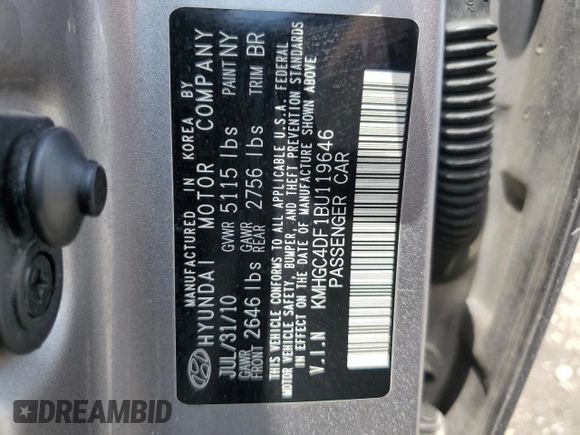 MANUFACTURED IN KOREA BY
HYUNDAI MOTOR COMPANY
JUL/31/10 GVWR 5115 lbs PAINT NY
GAWR FRONT 2646 lbs GAWR REAR 2756 lbs TRIM BR
THIS VEHICLE CONFORMS TO ALL APPLICABLE U.S.A. FEDERAL
MOTOR VEHICLE SAFETY, BUMPER, AND THEFT PREVENTION STANDARDS
IN EFFECT ON THE DATE OF MANUFACTURE SHOWN ABOVE
V.I.N KMHGC4DF1BU119646
PASSENGER CAR
DREAMBID